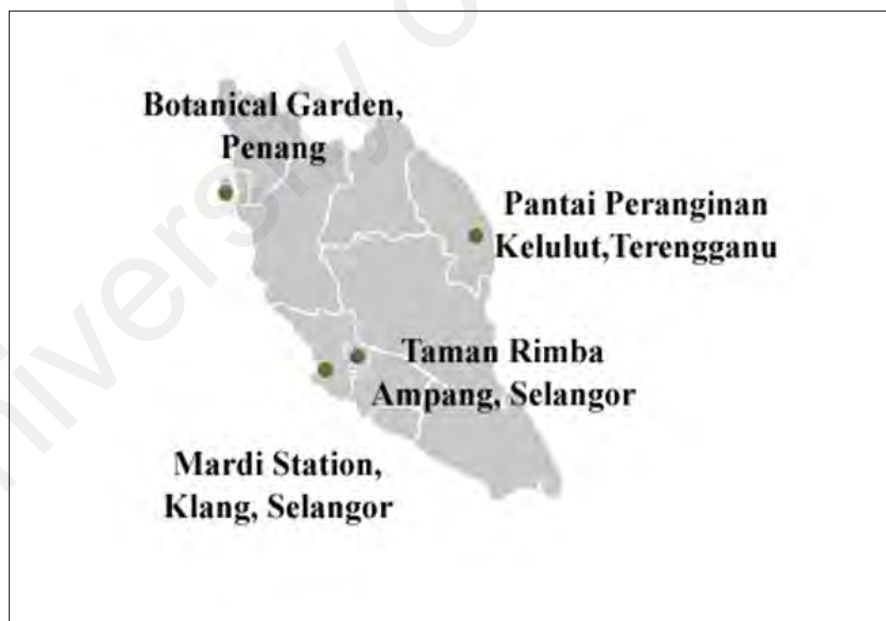 Botanical Garden,
Penang
Pantai Peranginan
Kelulut,Terengganu
Taman Rimba
Ampang, Selangor
Mardi Station,
Klang, Selangor